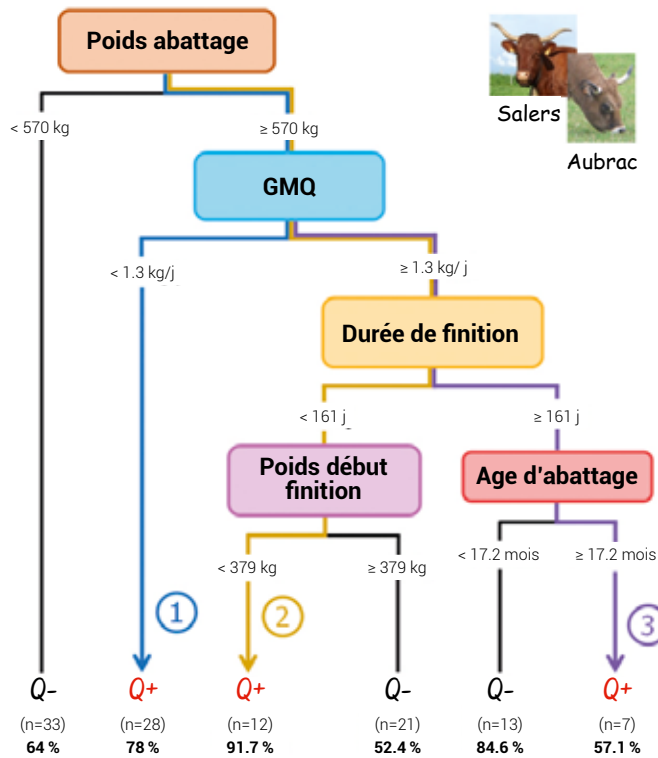 Poids abattage
Salers
Aubrac
< 570 kg
≥ 570 kg
GMQ
< 1.3 kg/j
≥ 1.3 kg/ j
Durée de finition
< 161 j
≥ 161 j
Poids début
finition
Age d'abattage
< 379 kg
≥ 379 kg
< 17.2 mois
≥ 17.2 mois
1
2
3
Q- Q+ Q+ Q- Q- Q+
(n=33) (n=28) (n=12) (n=21) (n=13) (n=7)
64 % 78 % 91.7 % 52.4 % 84.6 % 57.1 %